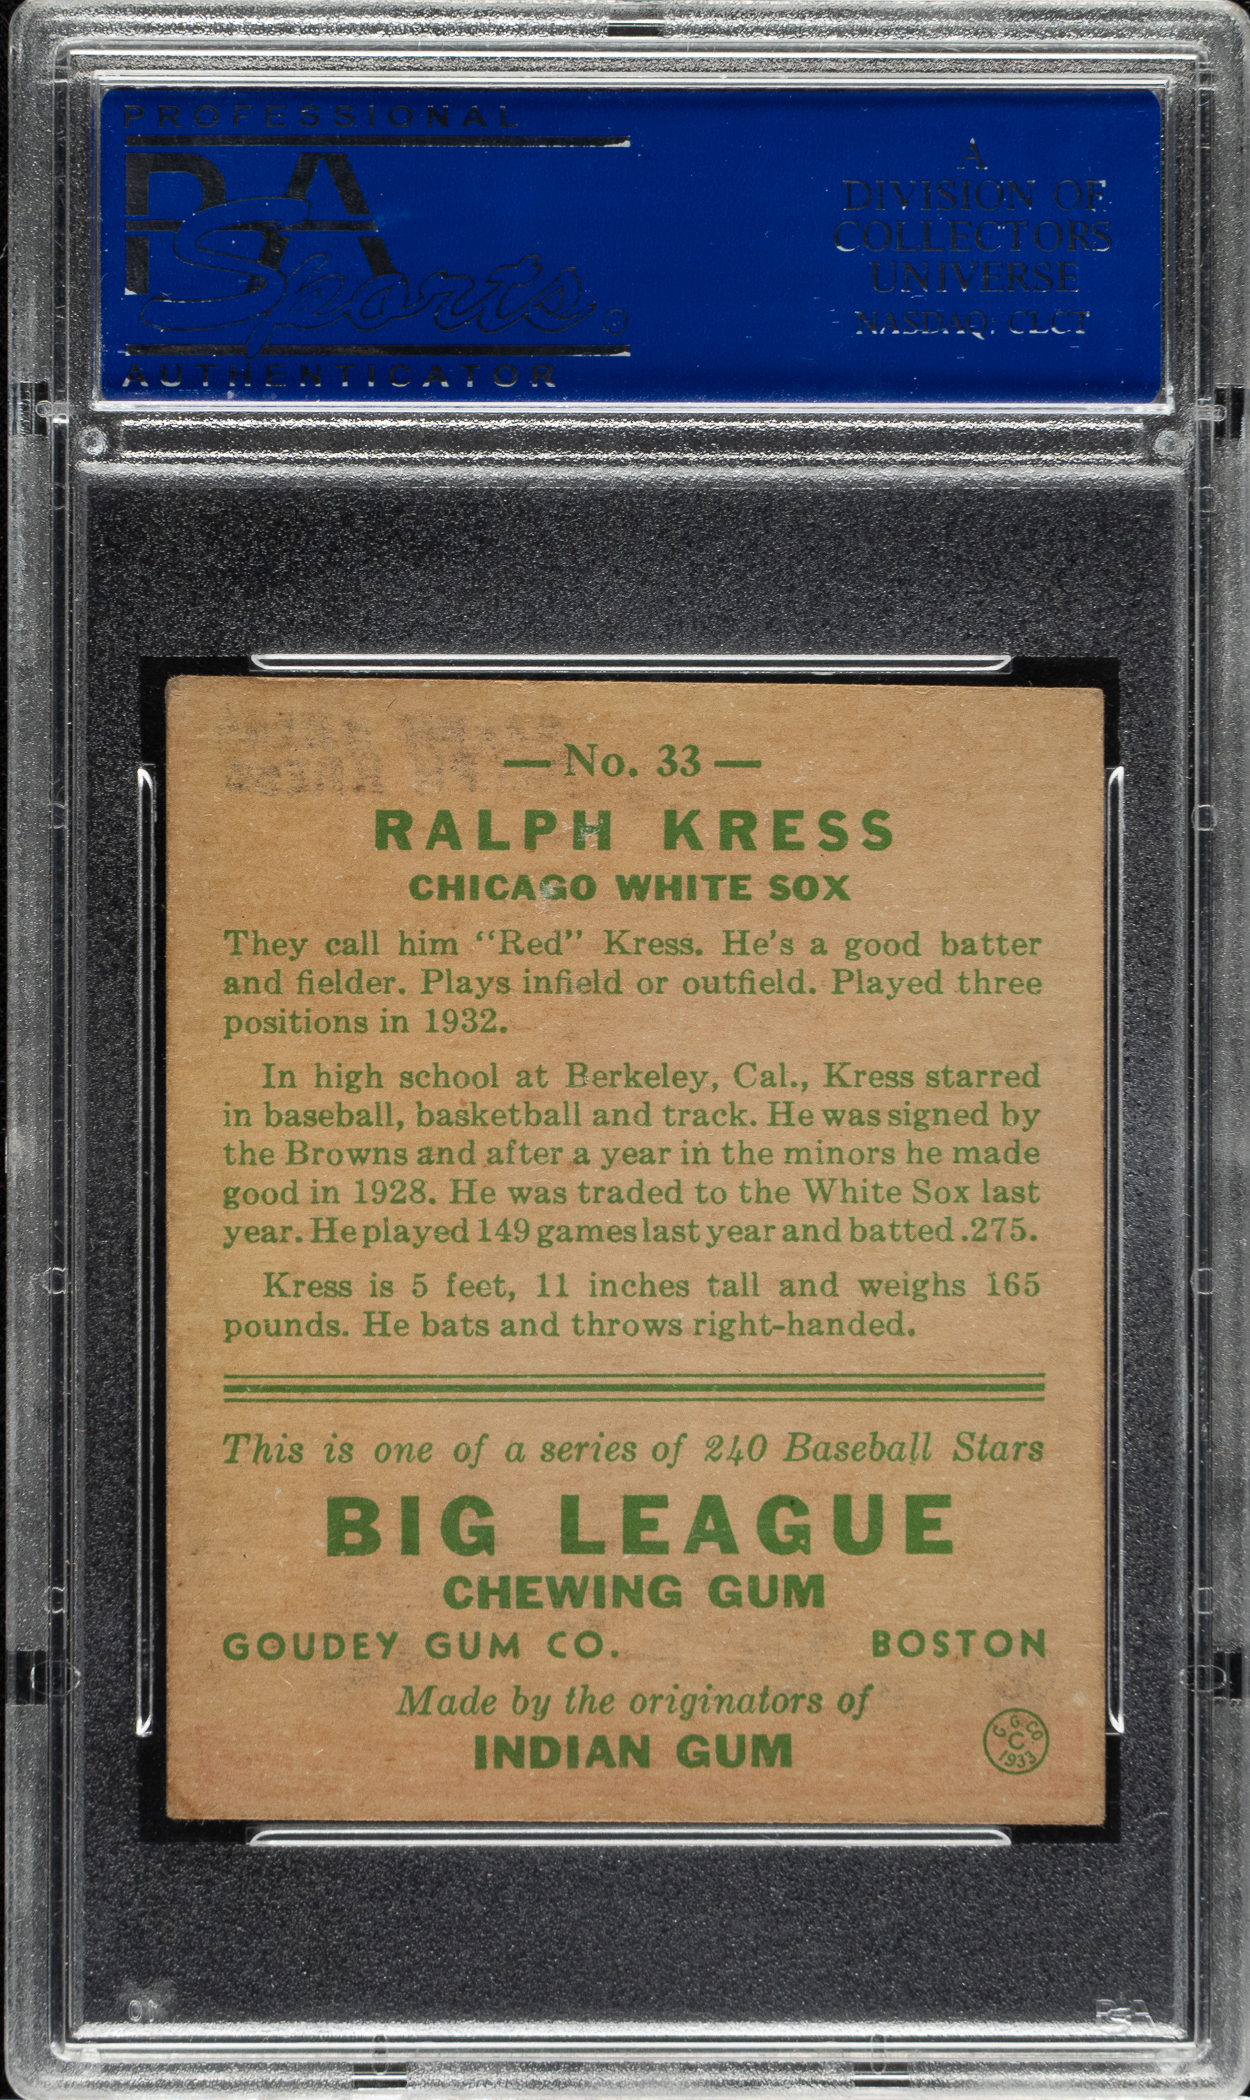 PROFESSIONAL
PSA
Sports
AUTHENTICATOR
A
DIVISION OF
COLLECTORS
UNIVERSE
NASDAQ: CLCT
— No. 33 —
RALPH KRESS
CHICAGO WHITE SOX
They call him “Red” Kress. He's a good batter
and fielder. Plays infield or outfield. Played three
positions in 1932.
In high school at Berkeley, Cal., Kress starred
in baseball, basketball and track. He was signed by
the Browns and after a year in the minors he made
good in 1928. He was traded to the White Sox last
year. He played 149 games last year and batted .275.
Kress is 5 feet, 11 inches tall and weighs 165
pounds. He bats and throws right-handed.
This is one of a series of 240 Baseball Stars
BIG LEAGUE
CHEWING GUM
GOUDEY GUM CO. BOSTON
Made by the originators of
INDIAN GUM
G. G. CO.
C
1933
PSA